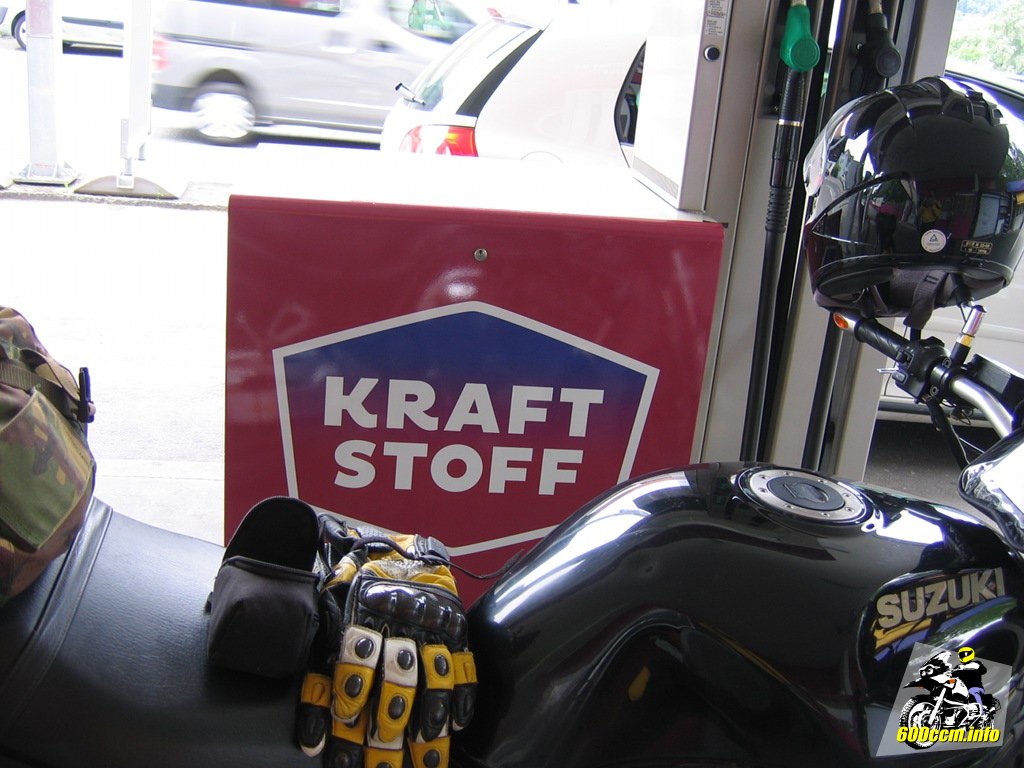 KRAFT
STOFF
SUZUKI
600ccm.info